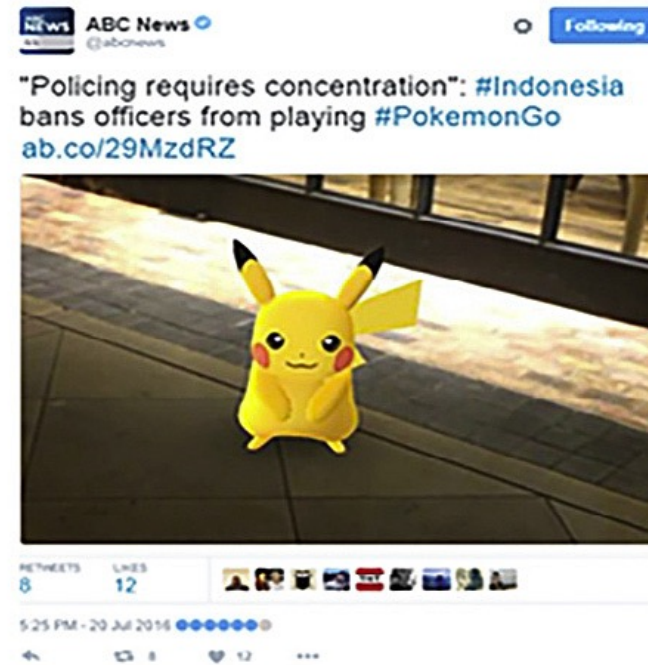 ABC News
@abcnews
Following
"Policing requires concentration": #Indonesia
bans officers from playing #PokemonGo
ab.co/29MzdRZ
RETWEETS LIKES
8 12
5:25 PM - 20 Jul 2016
8 12